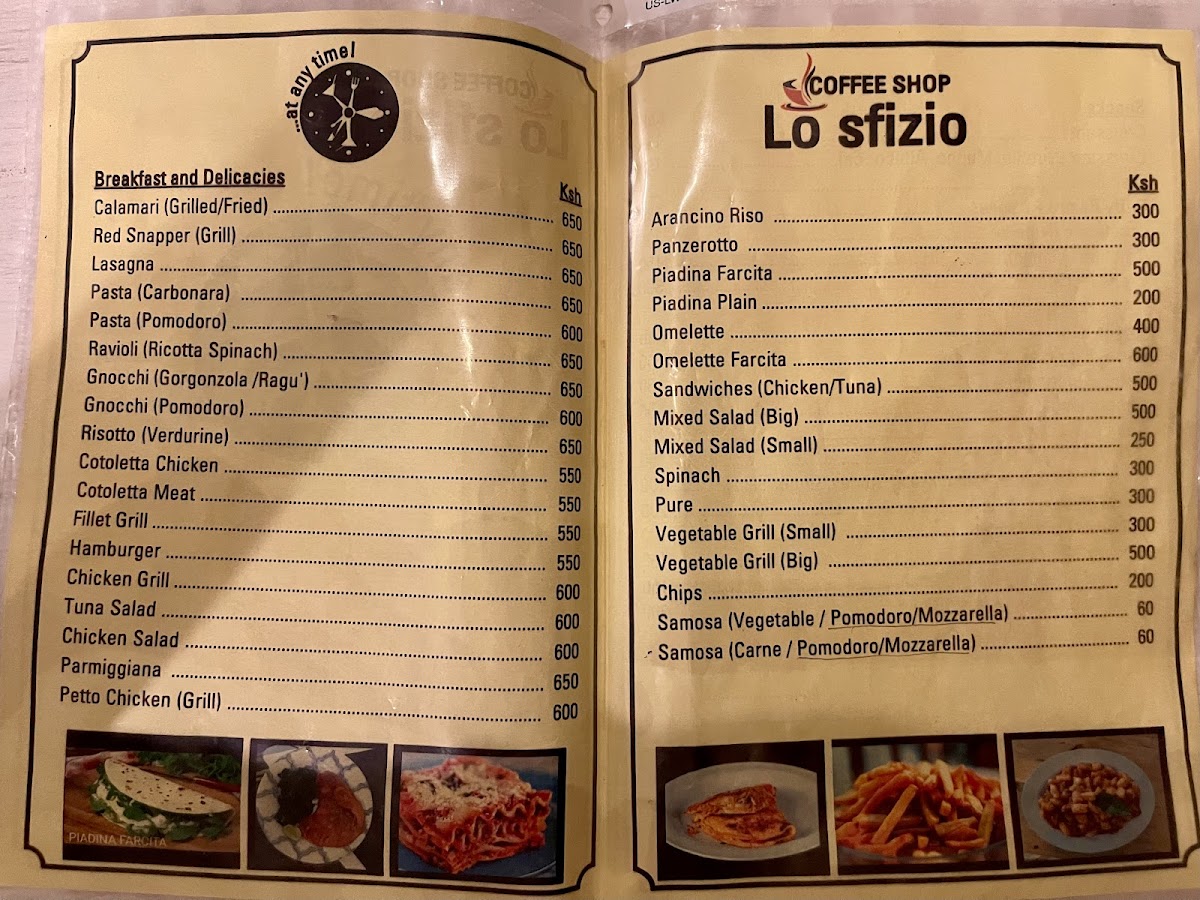 ...at any time!
Breakfast and Delicacies
Ksh
Calamari (Grilled/Fried) 650
Red Snapper (Grill) 650
Lasagna 650
Pasta (Carbonara) 650
Pasta (Pomodoro) 600
Ravioli (Ricotta Spinach) 650
Gnocchi (Gorgonzola /Ragu') 650
Gnocchi (Pomodoro) 600
Risotto (Verdurine) 650
Cotoletta Chicken 550
Cotoletta Meat 550
Fillet Grill 550
Hamburger 550
Chicken Grill 600
Tuna Salad 600
Chicken Salad 600
Parmiggiana 650
Petto Chicken (Grill) 600
PIADINA FARCITA
COFFEE SHOP
Lo sfizio
Ksh
Arancino Riso 300
Panzerotto 300
Piadina Farcita 500
Piadina Plain 200
Omelette 400
Omelette Farcita 600
Sandwiches (Chicken/Tuna) 500
Mixed Salad (Big) 500
Mixed Salad (Small) 250
Spinach 300
Pure 300
Vegetable Grill (Small) 300
Vegetable Grill (Big) 500
Chips 200
Samosa (Vegetable / Pomodoro/Mozzarella) 60
Samosa (Carne / Pomodoro/Mozzarella) 60